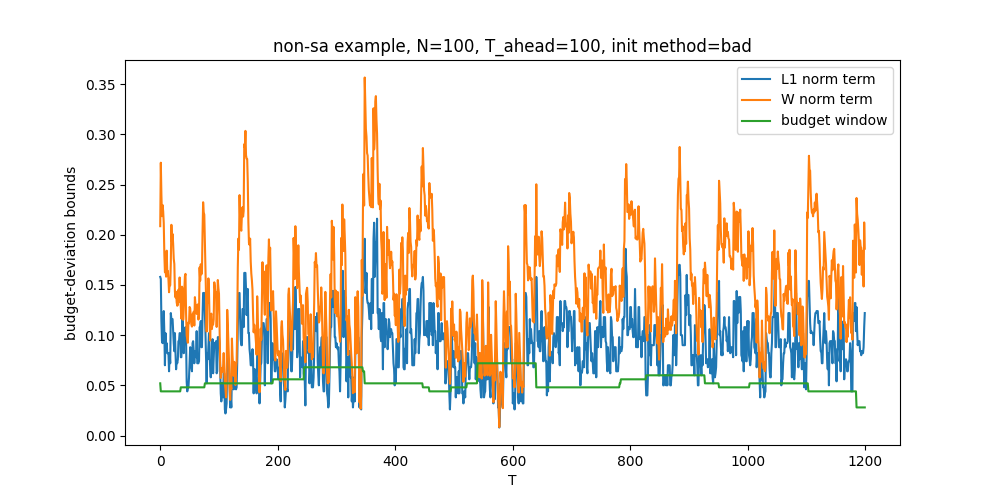 non-sa example, N=100, T_ahead=100, init method=bad
budget-deviation bounds
0.35
0.30
0.25
0.20
0.15
0.10
0.05
0.00
L1 norm term
W norm term
budget window
0 200 400 600 800 1000 1200
T